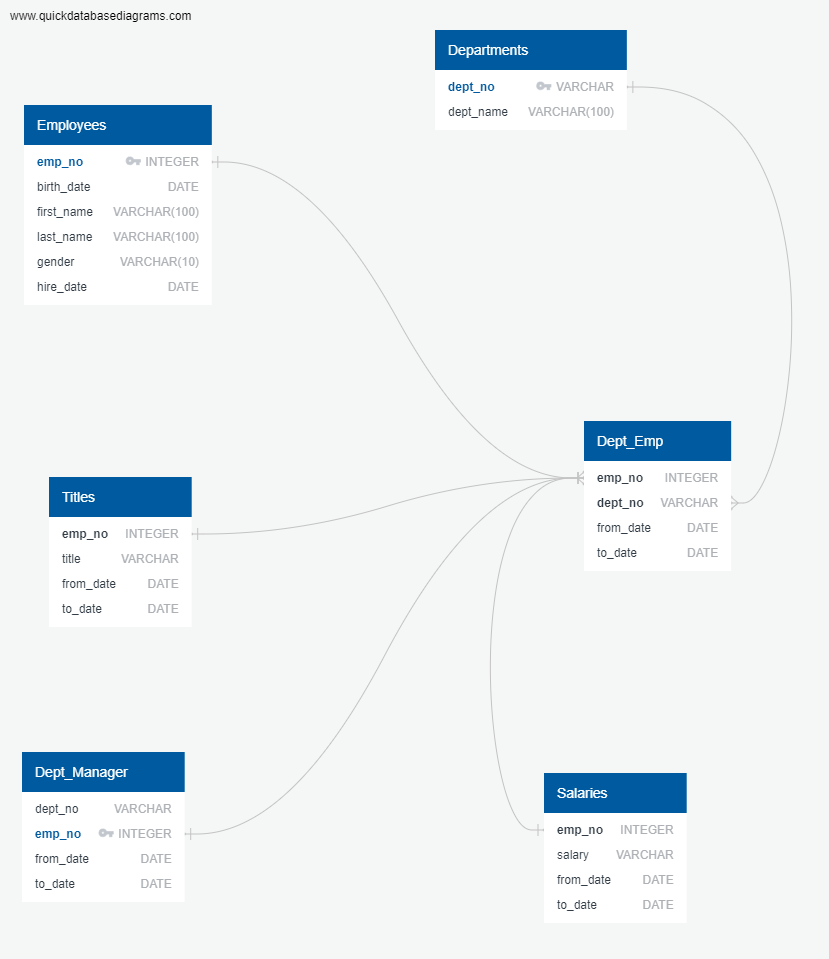 www.quickdatabasediagrams.com
Departments
dept_no VARCHAR
dept_name VARCHAR(100)
Employees
emp_no INTEGER
birth_date DATE
first_name VARCHAR(100)
last_name VARCHAR(100)
gender VARCHAR(10)
hire_date DATE
Dept_Emp
emp_no INTEGER
dept_no VARCHAR
from_date DATE
to_date DATE
Titles
emp_no INTEGER
title VARCHAR
from_date DATE
to_date DATE
Dept_Manager
dept_no VARCHAR
emp_no INTEGER
from_date DATE
to_date DATE
Salaries
emp_no INTEGER
salary VARCHAR
from_date DATE
to_date DATE